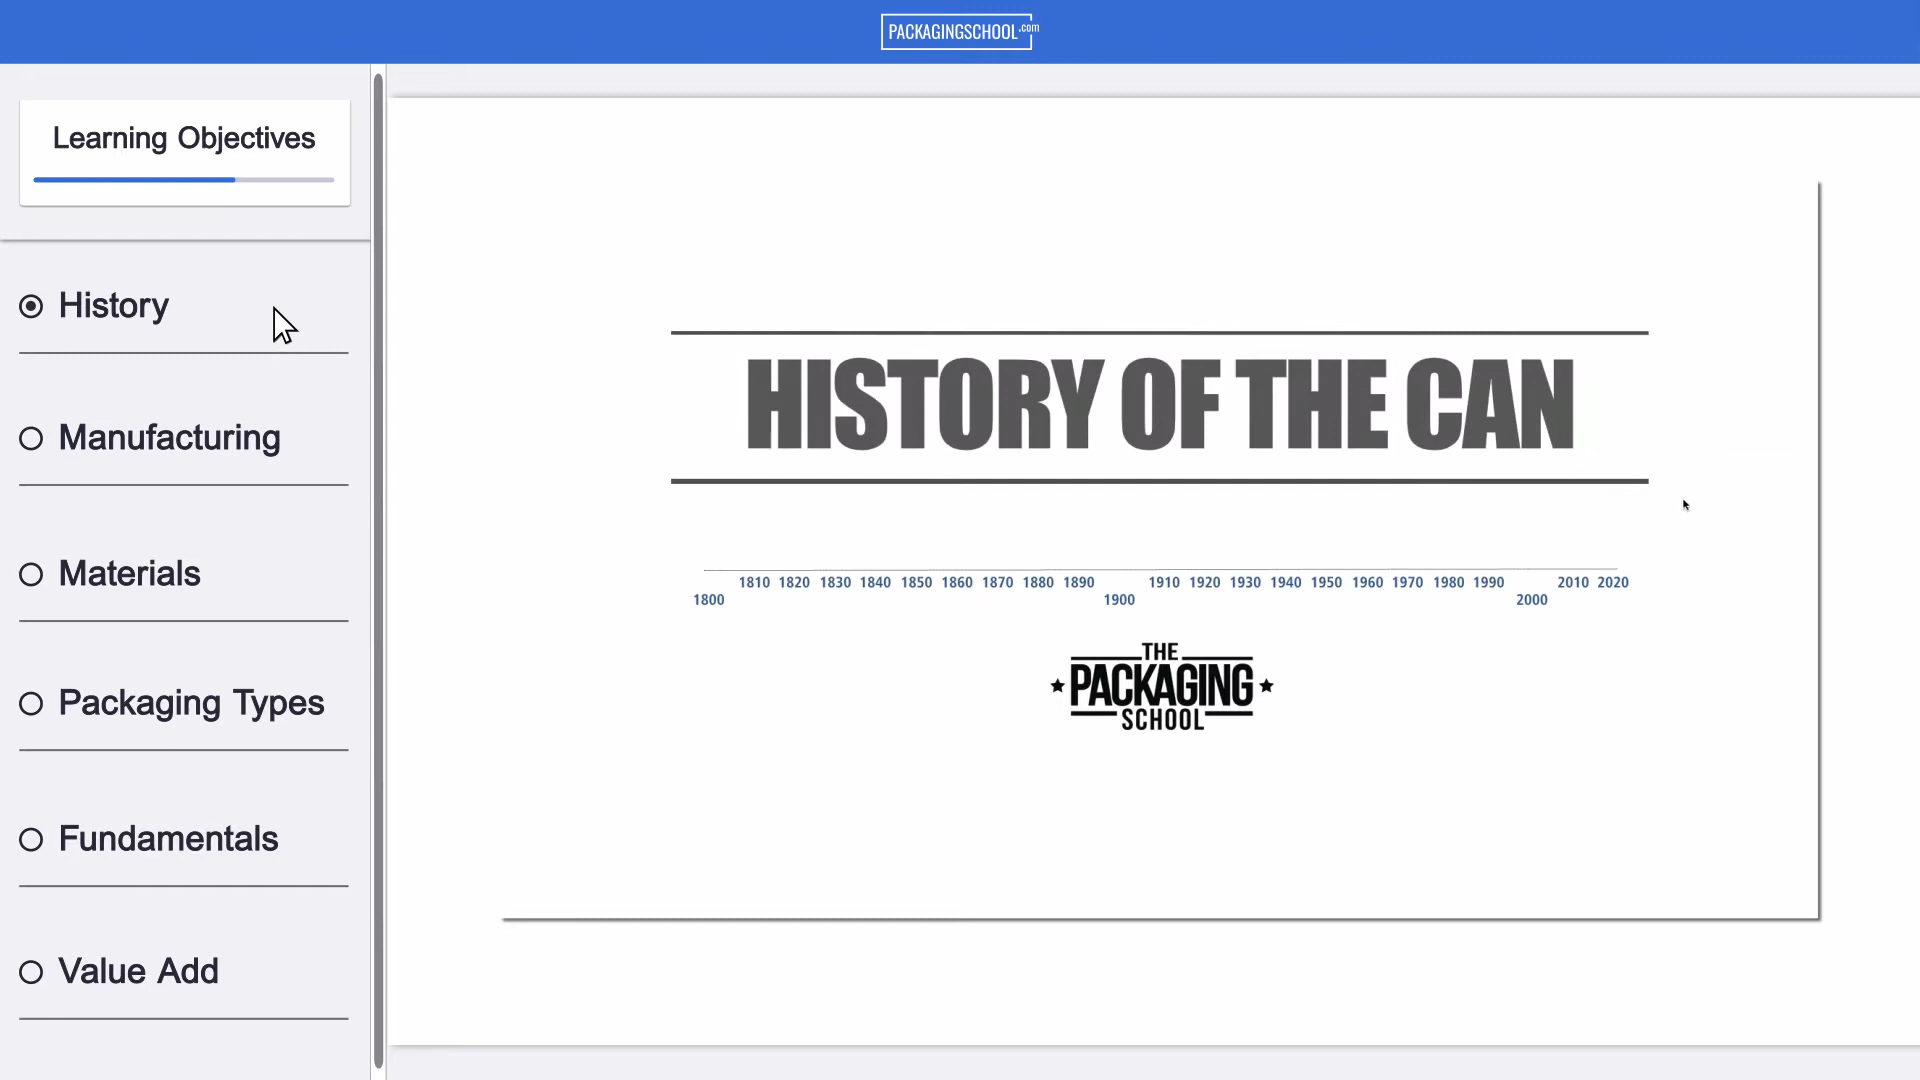 PACKAGINGSCHOOL.com
Learning Objectives
History
Manufacturing
Materials
Packaging Types
Fundamentals
Value Add
HISTORY OF THE CAN
1800 1810 1820 1830 1840 1850 1860 1870 1880 1890 1900 1910 1920 1930 1940 1950 1960 1970 1980 1990 2000 2010 2020
THE
PACKAGING
SCHOOL